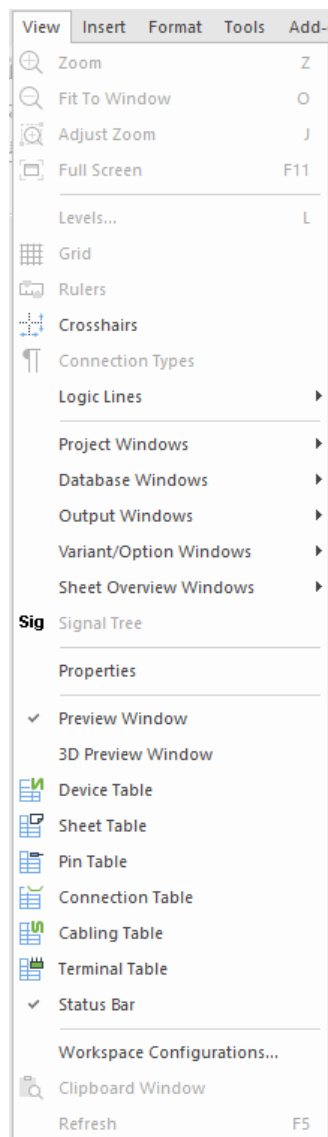 View Insert Format Tools Add-
Zoom Z
Fit To Window O
Adjust Zoom J
Full Screen F11
Levels... L
Grid
Rulers
Crosshairs
Connection Types
Logic Lines
Project Windows
Database Windows
Output Windows
Variant/Option Windows
Sheet Overview Windows
Sig Signal Tree
Properties
Preview Window
3D Preview Window
Device Table
Sheet Table
Pin Table
Connection Table
Cabling Table
Terminal Table
Status Bar
Workspace Configurations...
Clipboard Window
Refresh F5